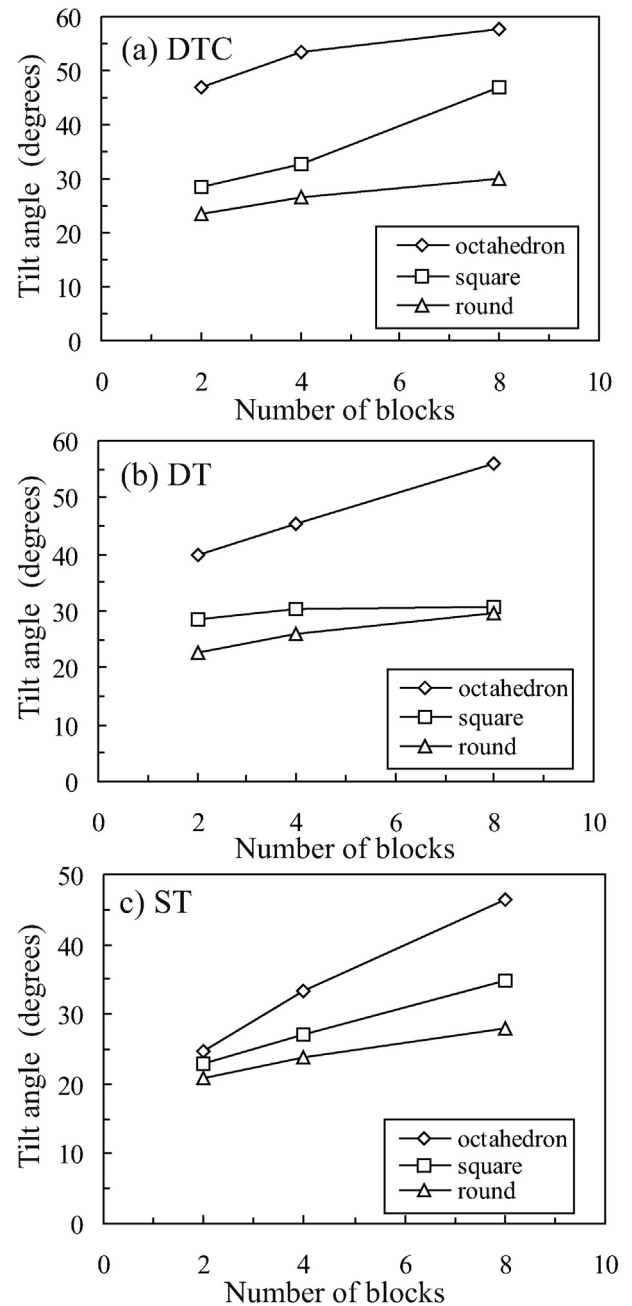 (a) DTC
Tilt angle (degrees)
60
50
40
30
20
10
0
octahedron
square
round
0 2 4 6 8 10
Number of blocks
(b) DT
Tilt angle (degrees)
60
50
40
30
20
10
0
octahedron
square
round
0 2 4 6 8 10
Number of blocks
c) ST
Tilt angle (degrees)
50
40
30
20
10
0
octahedron
square
round
0 2 4 6 8 10
Number of blocks